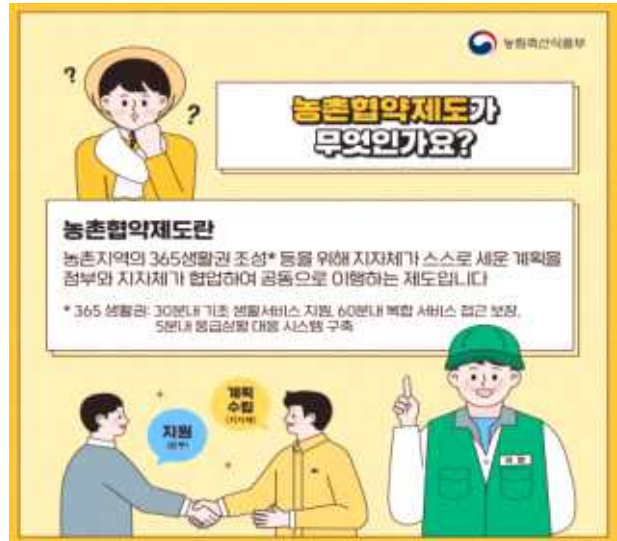 농림축산식품부
?
?
농촌협약제도가
무엇인가요?
농촌협약제도란
농촌지역의 365생활권 조성* 등을 위해 지자체가 스스로 세운 계획을
정부와 지자체가 협업하여 공동으로 이행하는 제도입니다
* 365 생활권: 30분내 기초 생활서비스 지원, 60분내 복합 서비스 접근 보장,
5분내 응급상황 대응 시스템 구축
계획
수립
(지자체)
지원
(정부)